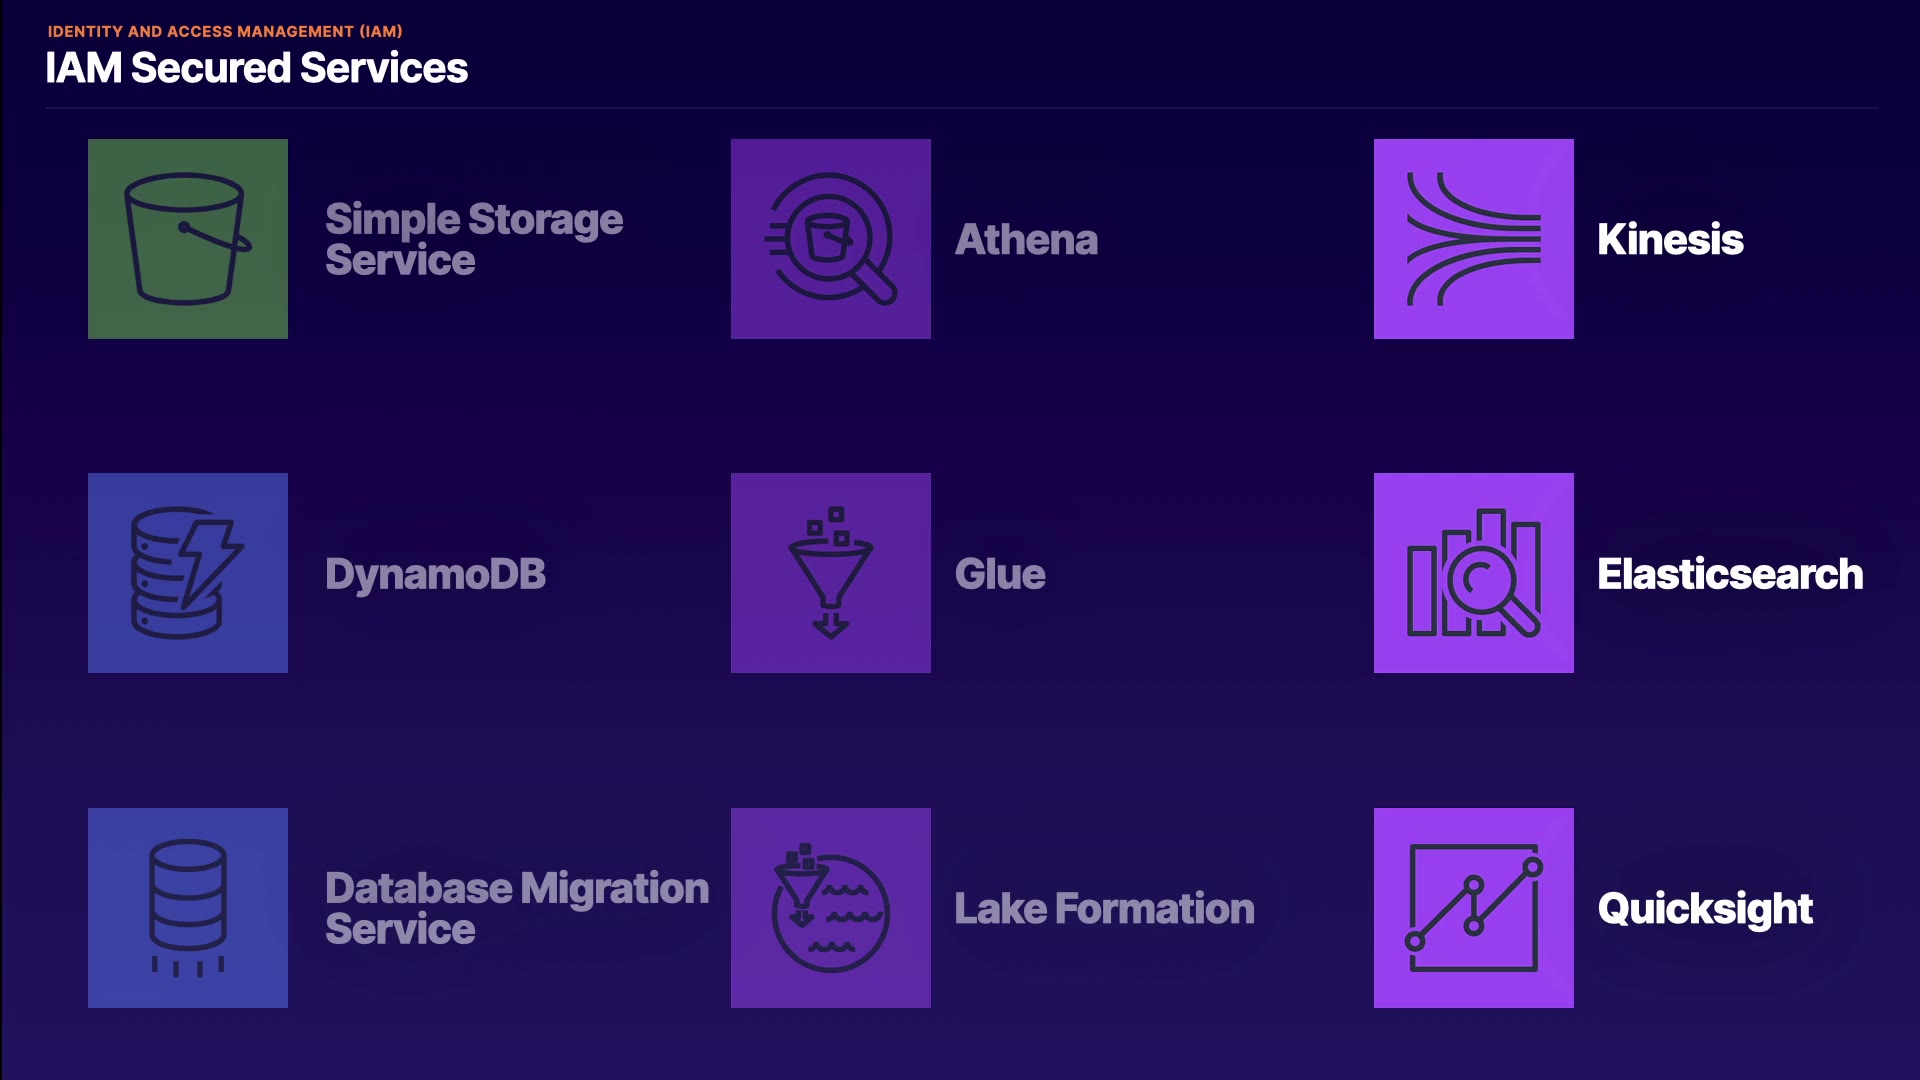 IDENTITY AND ACCESS MANAGEMENT (IAM)
IAM Secured Services
Simple Storage
Service
Athena
Kinesis
DynamoDB
Glue
Elasticsearch
Database Migration
Service
Lake Formation
Quicksight